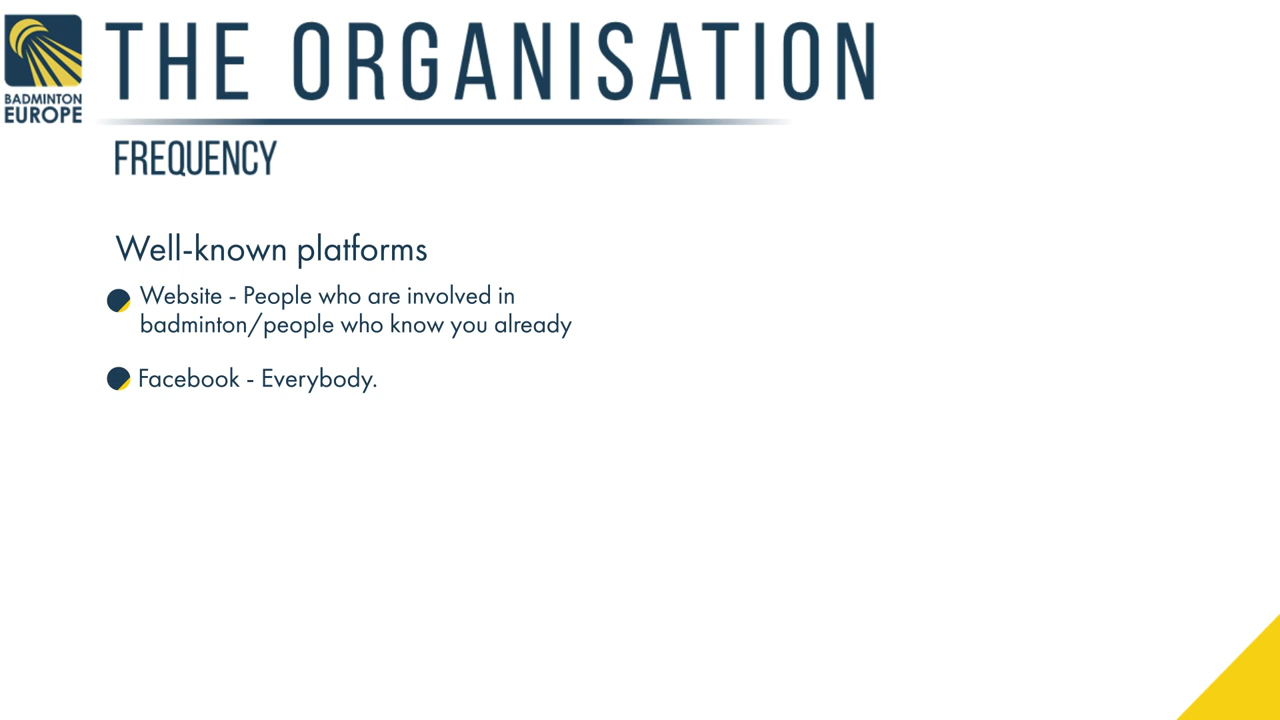 THE ORGANISATION
BADMINTON
EUROPE
FREQUENCY
Well-known platforms
Website - People who are involved in
badminton/people who know you already
Facebook - Everybody.